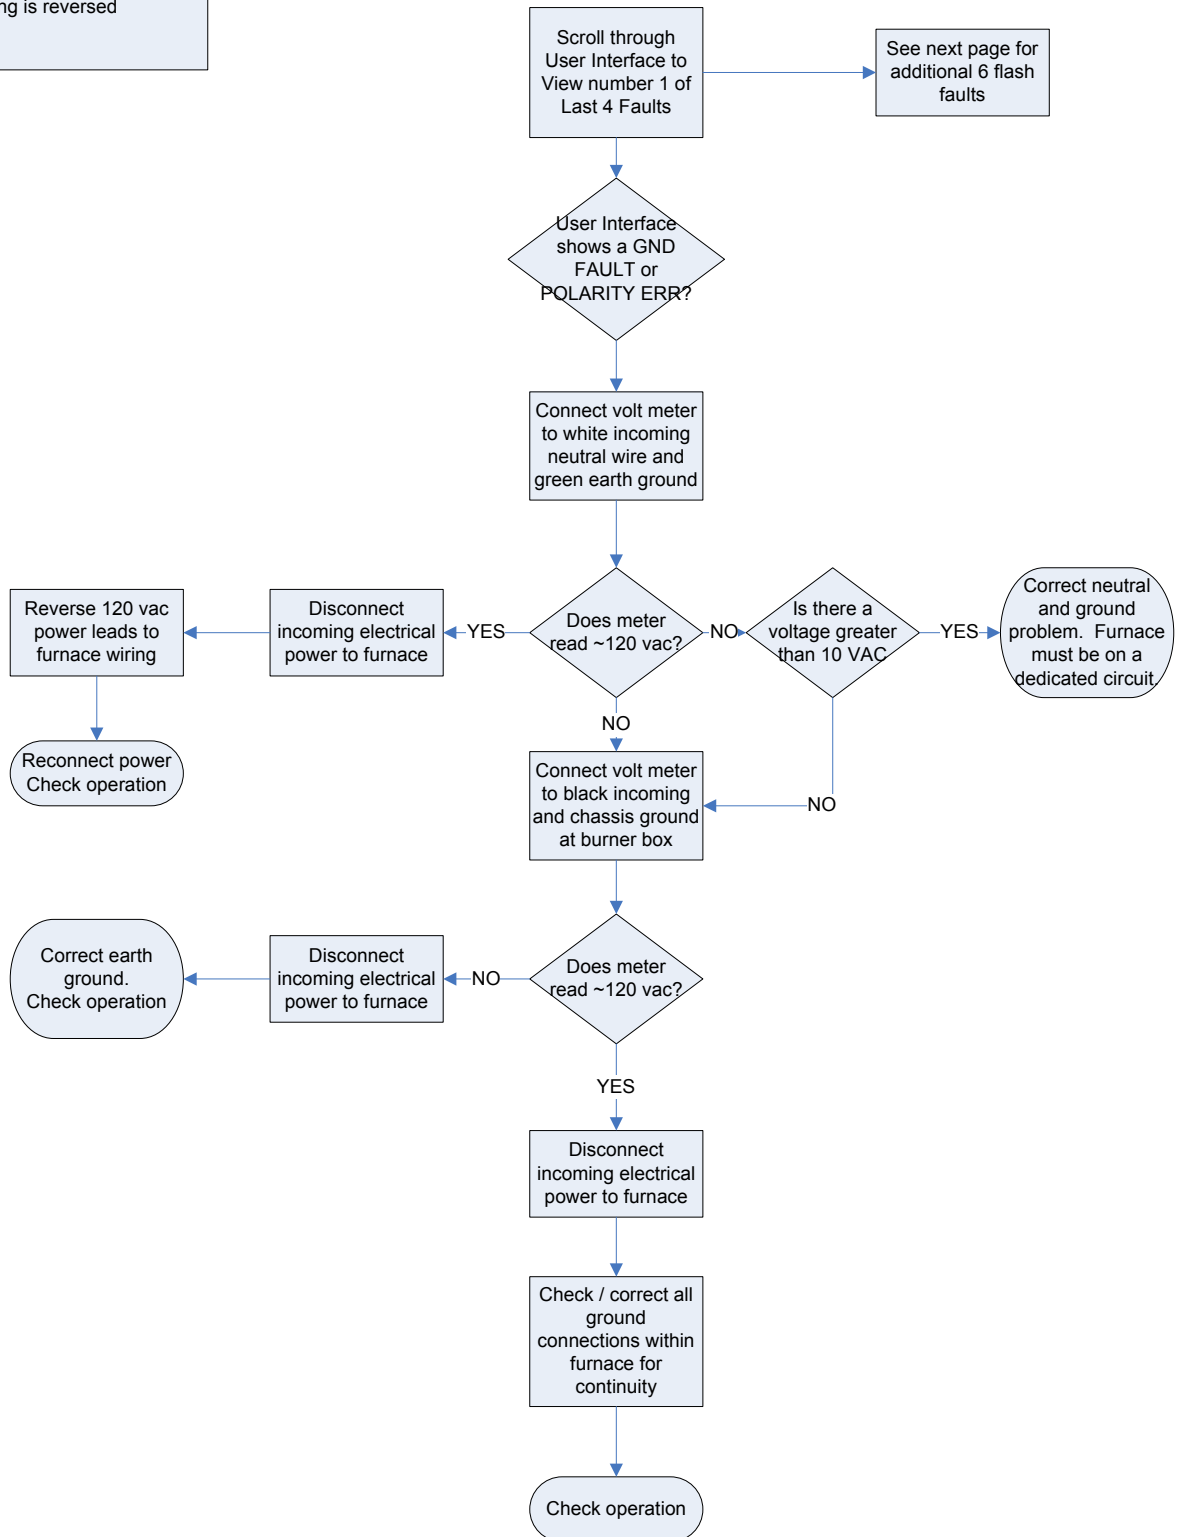 ng is reversed
Scroll through
User Interface to
View number 1 of
Last 4 Faults
See next page for
additional 6 flash
faults
User Interface
shows a GND
FAULT or
POLARITY ERR?
Connect volt meter
to white incoming
neutral wire and
green earth ground
Reverse 120 vac
power leads to
furnace wiring
Disconnect
incoming electrical
power to furnace
YES
Does meter
read ~120 vac?
NO
Is there a
voltage greater
than 10 VAC
YES
Correct neutral
and ground
problem.  Furnace
must be on a
dedicated circuit.
NO
Reconnect power
Check operation
Connect volt meter
to black incoming
and chassis ground
at burner box
NO
Correct earth
ground.
Check operation
Disconnect
incoming electrical
power to furnace
NO
Does meter
read ~120 vac?
YES
Disconnect
incoming electrical
power to furnace
Check / correct all
ground
connections within
furnace for
continuity
Check operation